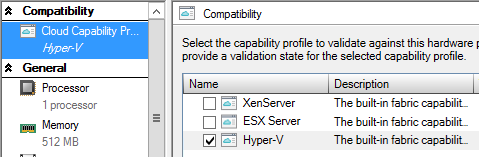 Compatibility
Cloud Capability Pr...
Hyper-V
General
Processor
1 processor
Memory
512 MB
Compatibility
Select the capability profile to validate against this hardware p
provide a validation state for the selected capability profile.
Name Description
XenServer The built-in fabric capabilit...
ESX Server The built-in fabric capabilit...
Hyper-V The built-in fabric capabilit...